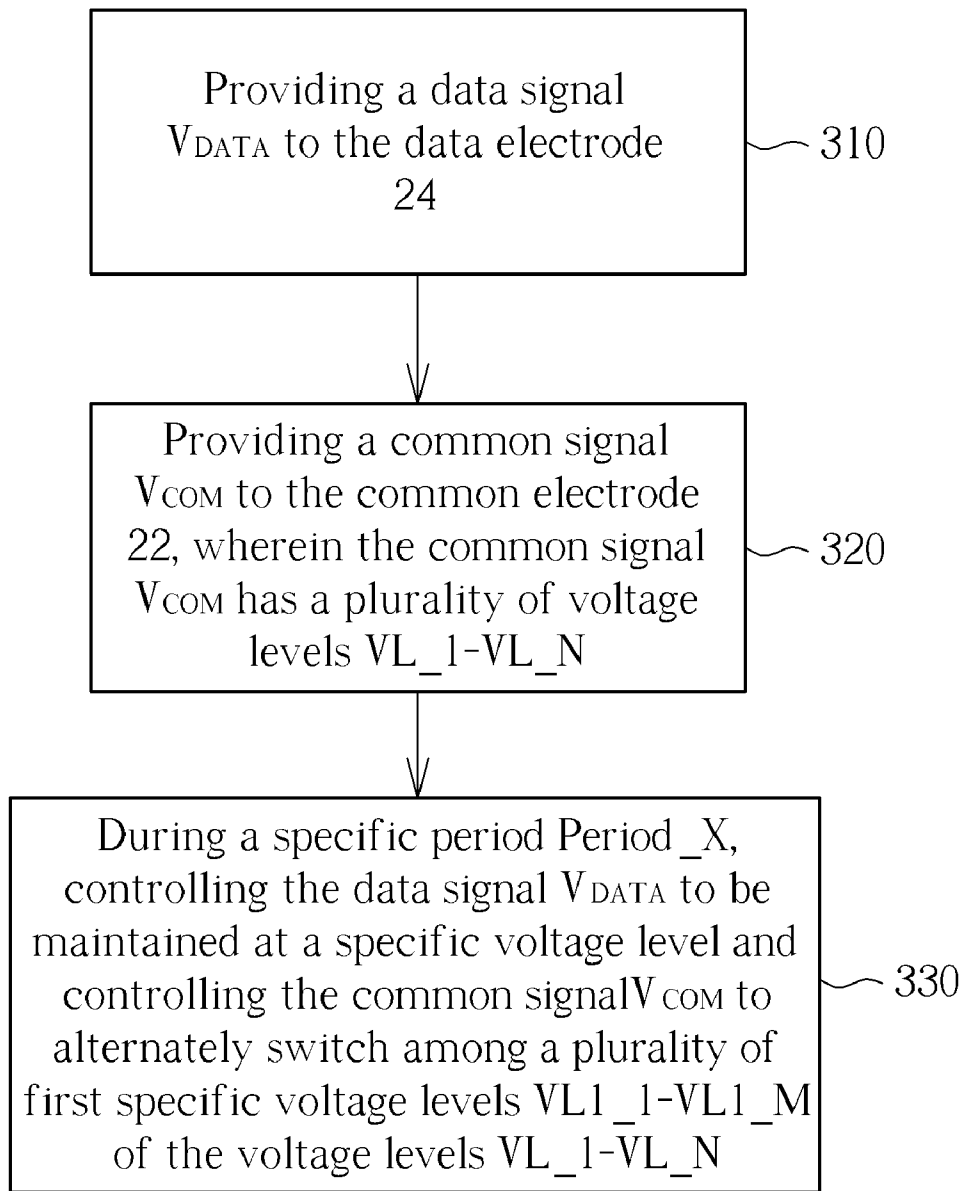 Providing a data signal
VDATA to the data electrode
24
310
Providing a common signal
VCOM to the common electrode
22, wherein the common signal
VCOM has a plurality of voltage
levels VL_1-VL_N
320
During a specific period Period_X,
controlling the data signal VDATA to be
maintained at a specific voltage level and
controlling the common signalVCOM to
alternately switch among a plurality of
first specific voltage levels VL1_1-VL1_M
of the voltage levels VL_1-VL_N
330